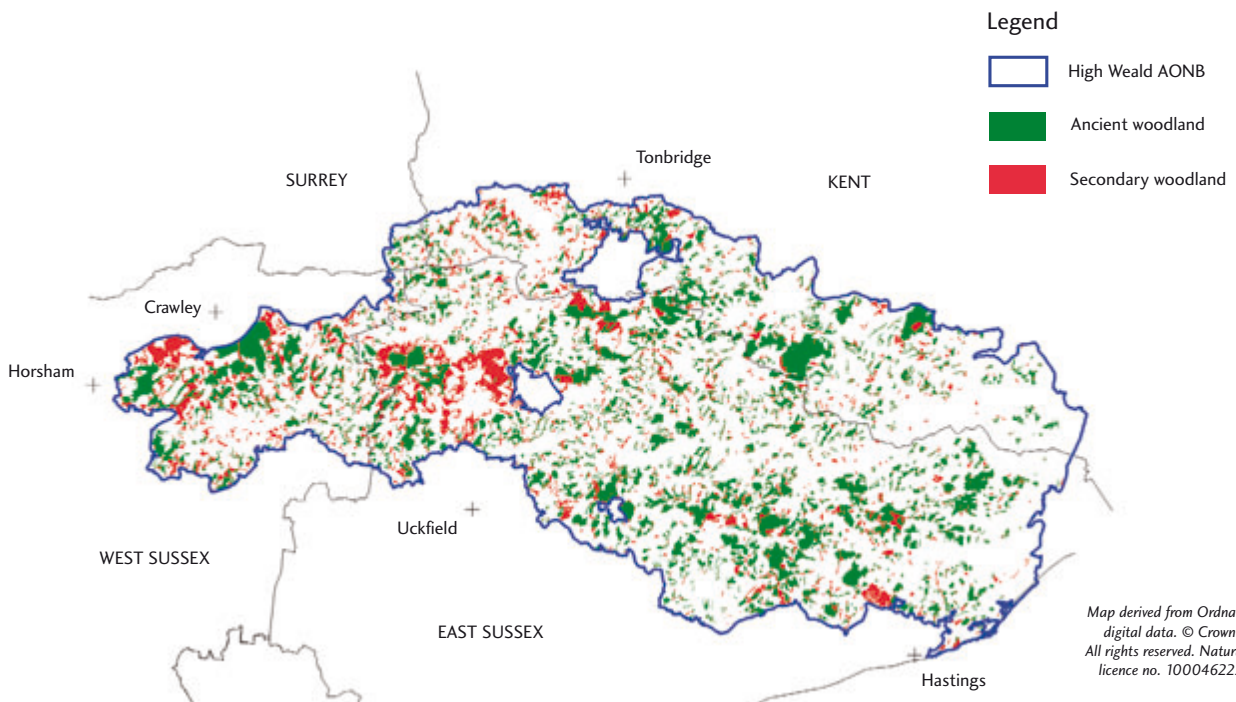 Legend
High Weald AONB
Ancient woodland
Secondary woodland
Tonbridge
SURREY
KENT
Crawley
Horsham
Uckfield
WEST SUSSEX
EAST SUSSEX
Hastings
Map derived from Ordna
digital data. © Crown
All rights reserved. Natur
licence no. 10004622